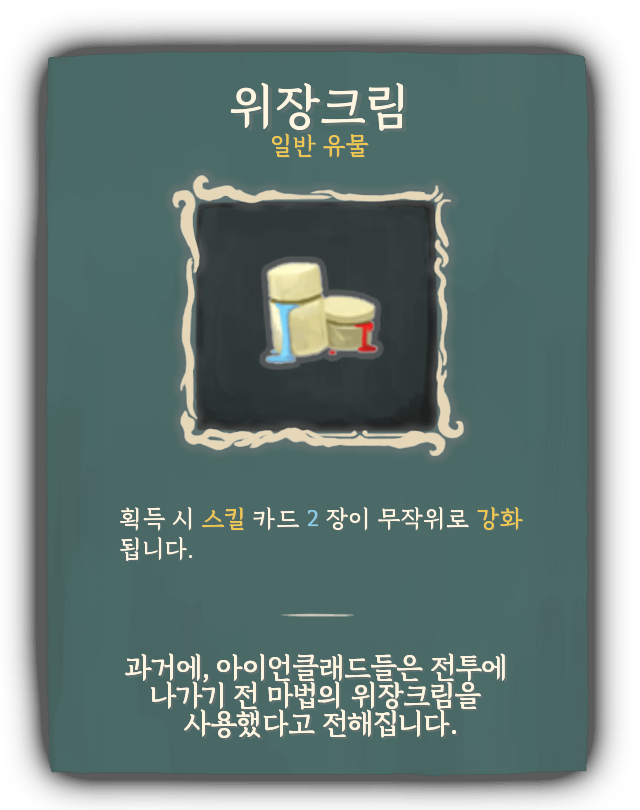 위장크림
일반 유물
획득 시 스킬 카드 2 장이 무작위로 강화
됩니다.
과거에, 아이언클래드들은 전투에
나가기 전 마법의 위장크림을
사용했다고 전해집니다.